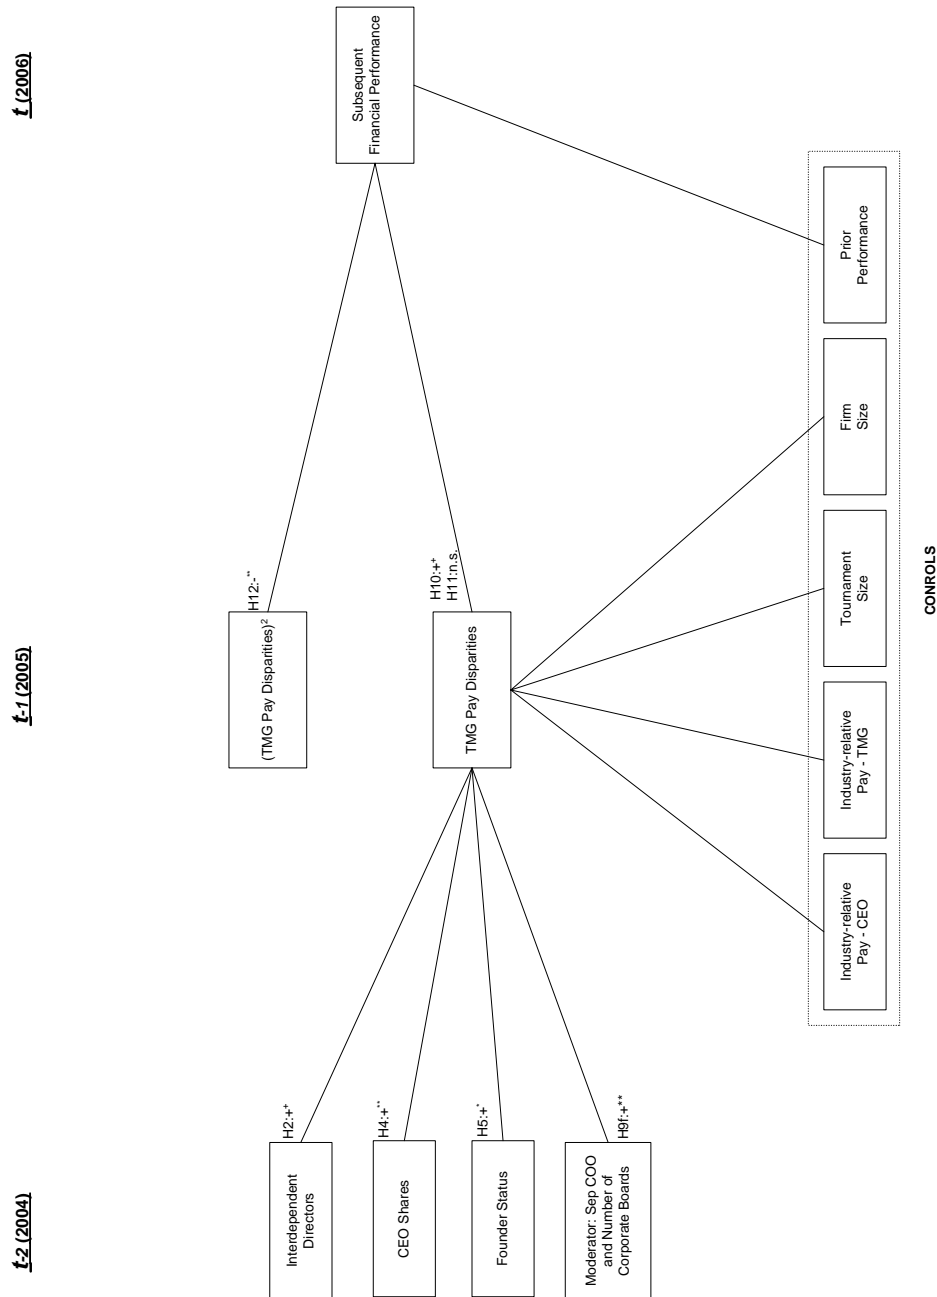 t-2 (2004)
t-1 (2005)
t (2006)
Interdependent
Directors
H2:+⁺
CEO Shares
H4:+**
Founder Status
H5:+*
Moderator: Sep COO
and Number of
Corporate Boards
H9f:+**
(TMG Pay Disparities)²
H12:-**
TMG Pay Disparities
H10:+⁺
H11:n.s.
Subsequent
Financial Performance
Industry-relative
Pay - CEO
Industry-relative
Pay - TMG
Tournament
Size
Firm
Size
Prior
Performance
CONROLS